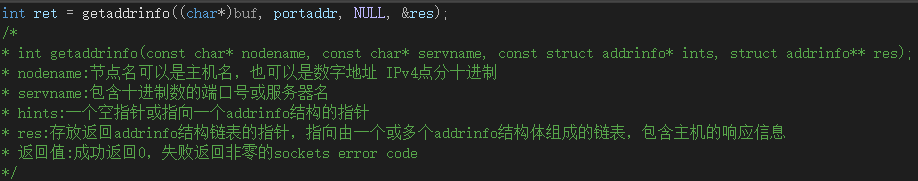 int ret = getaddrinfo((char*)buf, portaddr, NULL, &res);
/*
* int getaddrinfo(const char* nodename, const char* servname, const struct addrinfo* ints, struct addrinfo** res);
* nodename:节点名可以是主机名，也可以是数字地址 IPv4点分十进制
* servname:包含十进制数的端口号或服务器名
* hints:一个空指针或指向一个addrinfo结构的指针
* res:存放返回addrinfo结构链表的指针，指向由一个或多个addrinfo结构体组成的链表，包含主机的响应信息
* 返回值:成功返回0，失败返回非零的sockets error code
*/